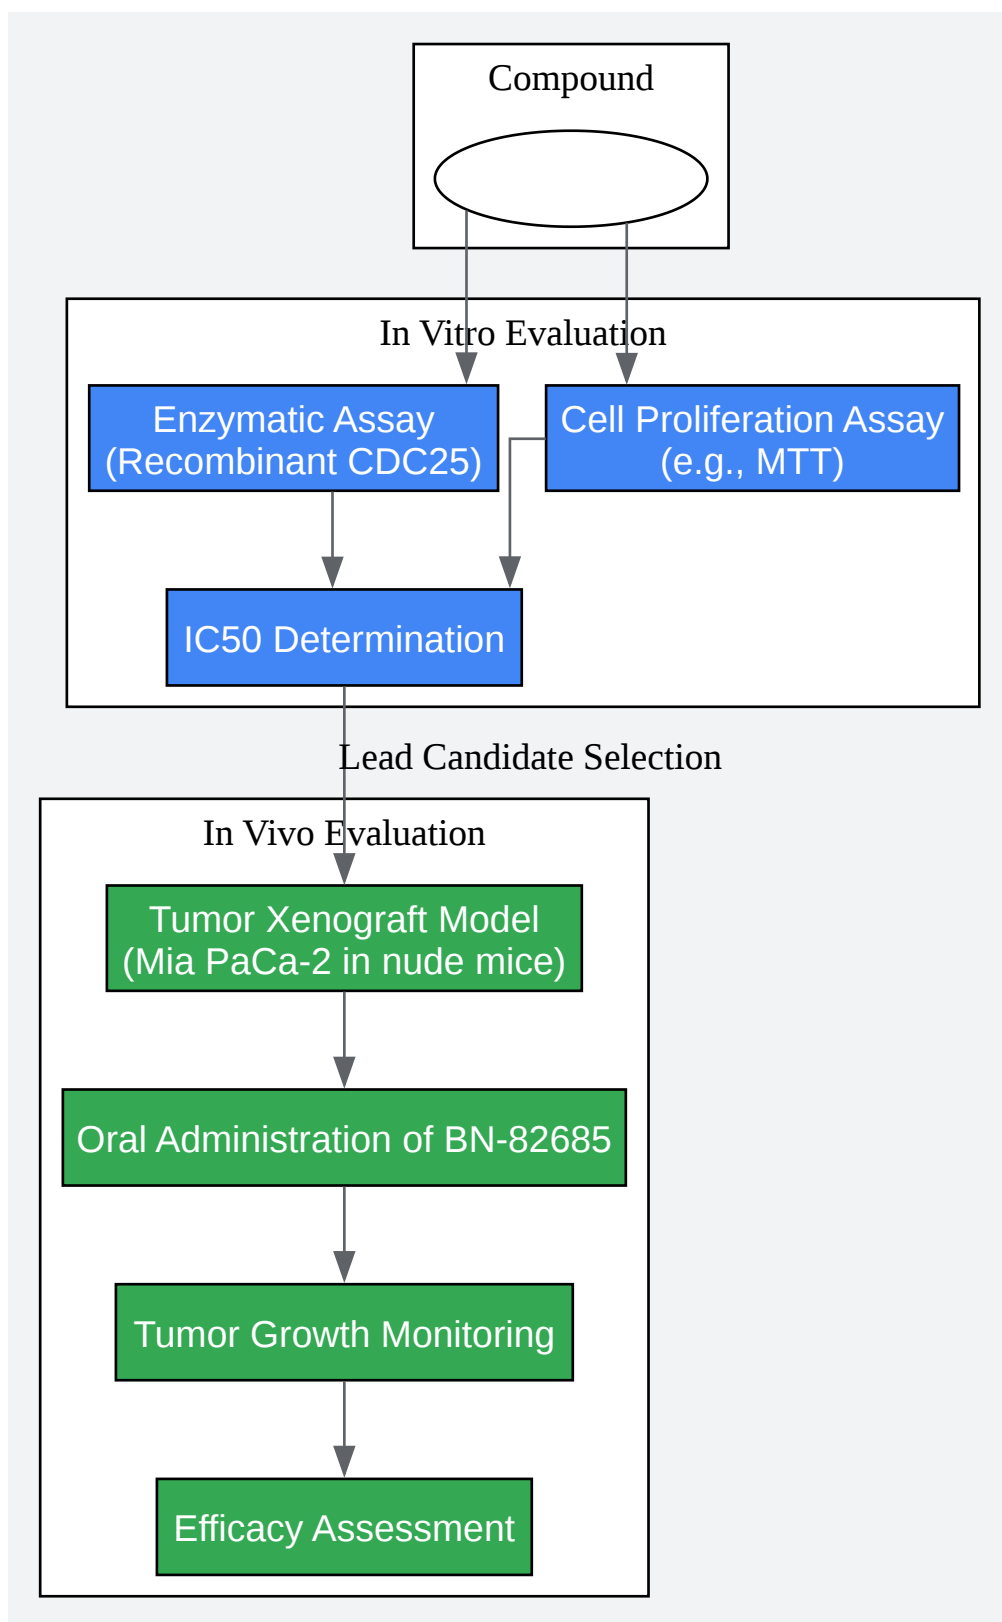 Compound
In Vitro Evaluation
Enzymatic Assay
(Recombinant CDC25)
Cell Proliferation Assay
(e.g., MTT)
IC50 Determination
Lead Candidate Selection
In Vivo Evaluation
Tumor Xenograft Model
(Mia PaCa-2 in nude mice)
Oral Administration of BN-82685
Tumor Growth Monitoring
Efficacy Assessment